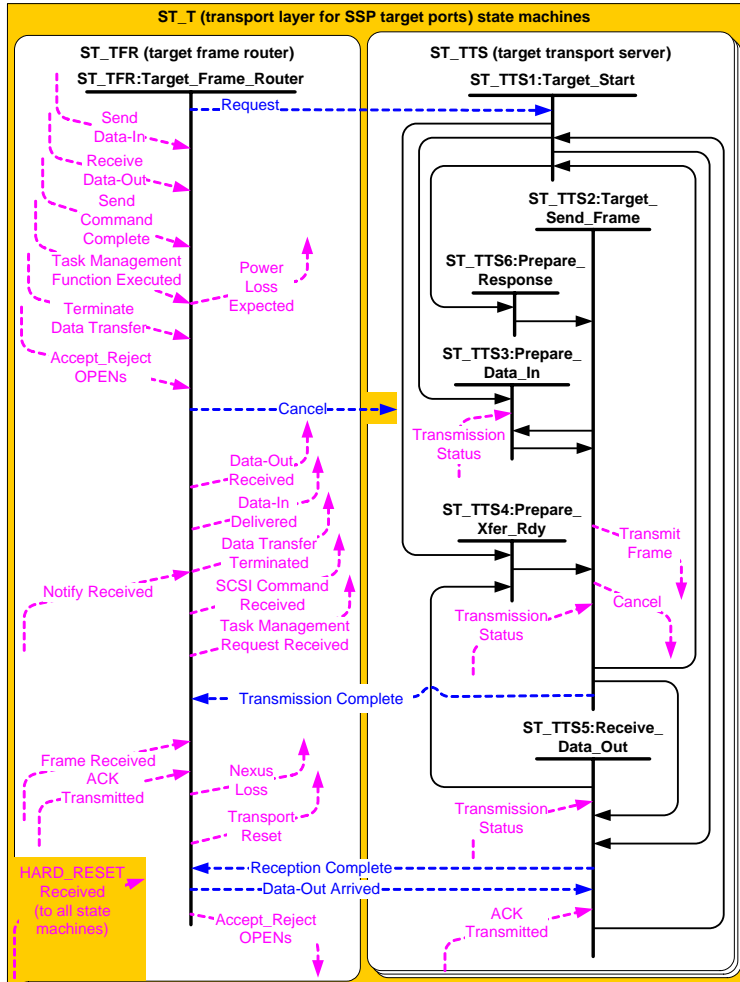 ST_T (transport layer for SSP target ports) state machines
ST_TFR (target frame router)
ST_TFR:Target_Frame_Router
Request
Send
Data-In
Receive
Data-Out
Send
Command
Complete
Task Management
Function Executed
Power
Loss
Expected
Terminate
Data Transfer
Accept_Reject
OPENs
Cancel
Data-Out
Received
Data-In
Delivered
Data Transfer
Terminated
Notify Received
SCSI Command
Received
Task Management
Request Received
Transmission Complete
Frame Received
ACK
Transmitted
Nexus
Loss
Transport
Reset
HARD_RESET
Received
(to all state
machines)
Reception Complete
Data-Out Arrived
Accept_Reject
OPENs
ST_TTS (target transport server)
ST_TTS1:Target_Start
ST_TTS2:Target_
Send_Frame
ST_TTS6:Prepare_
Response
ST_TTS3:Prepare_
Data_In
Transmission
Status
ST_TTS4:Prepare_
Xfer_Rdy
Transmit
Frame
Cancel
Transmission
Status
ST_TTS5:Receive_
Data_Out
Transmission
Status
ACK
Transmitted